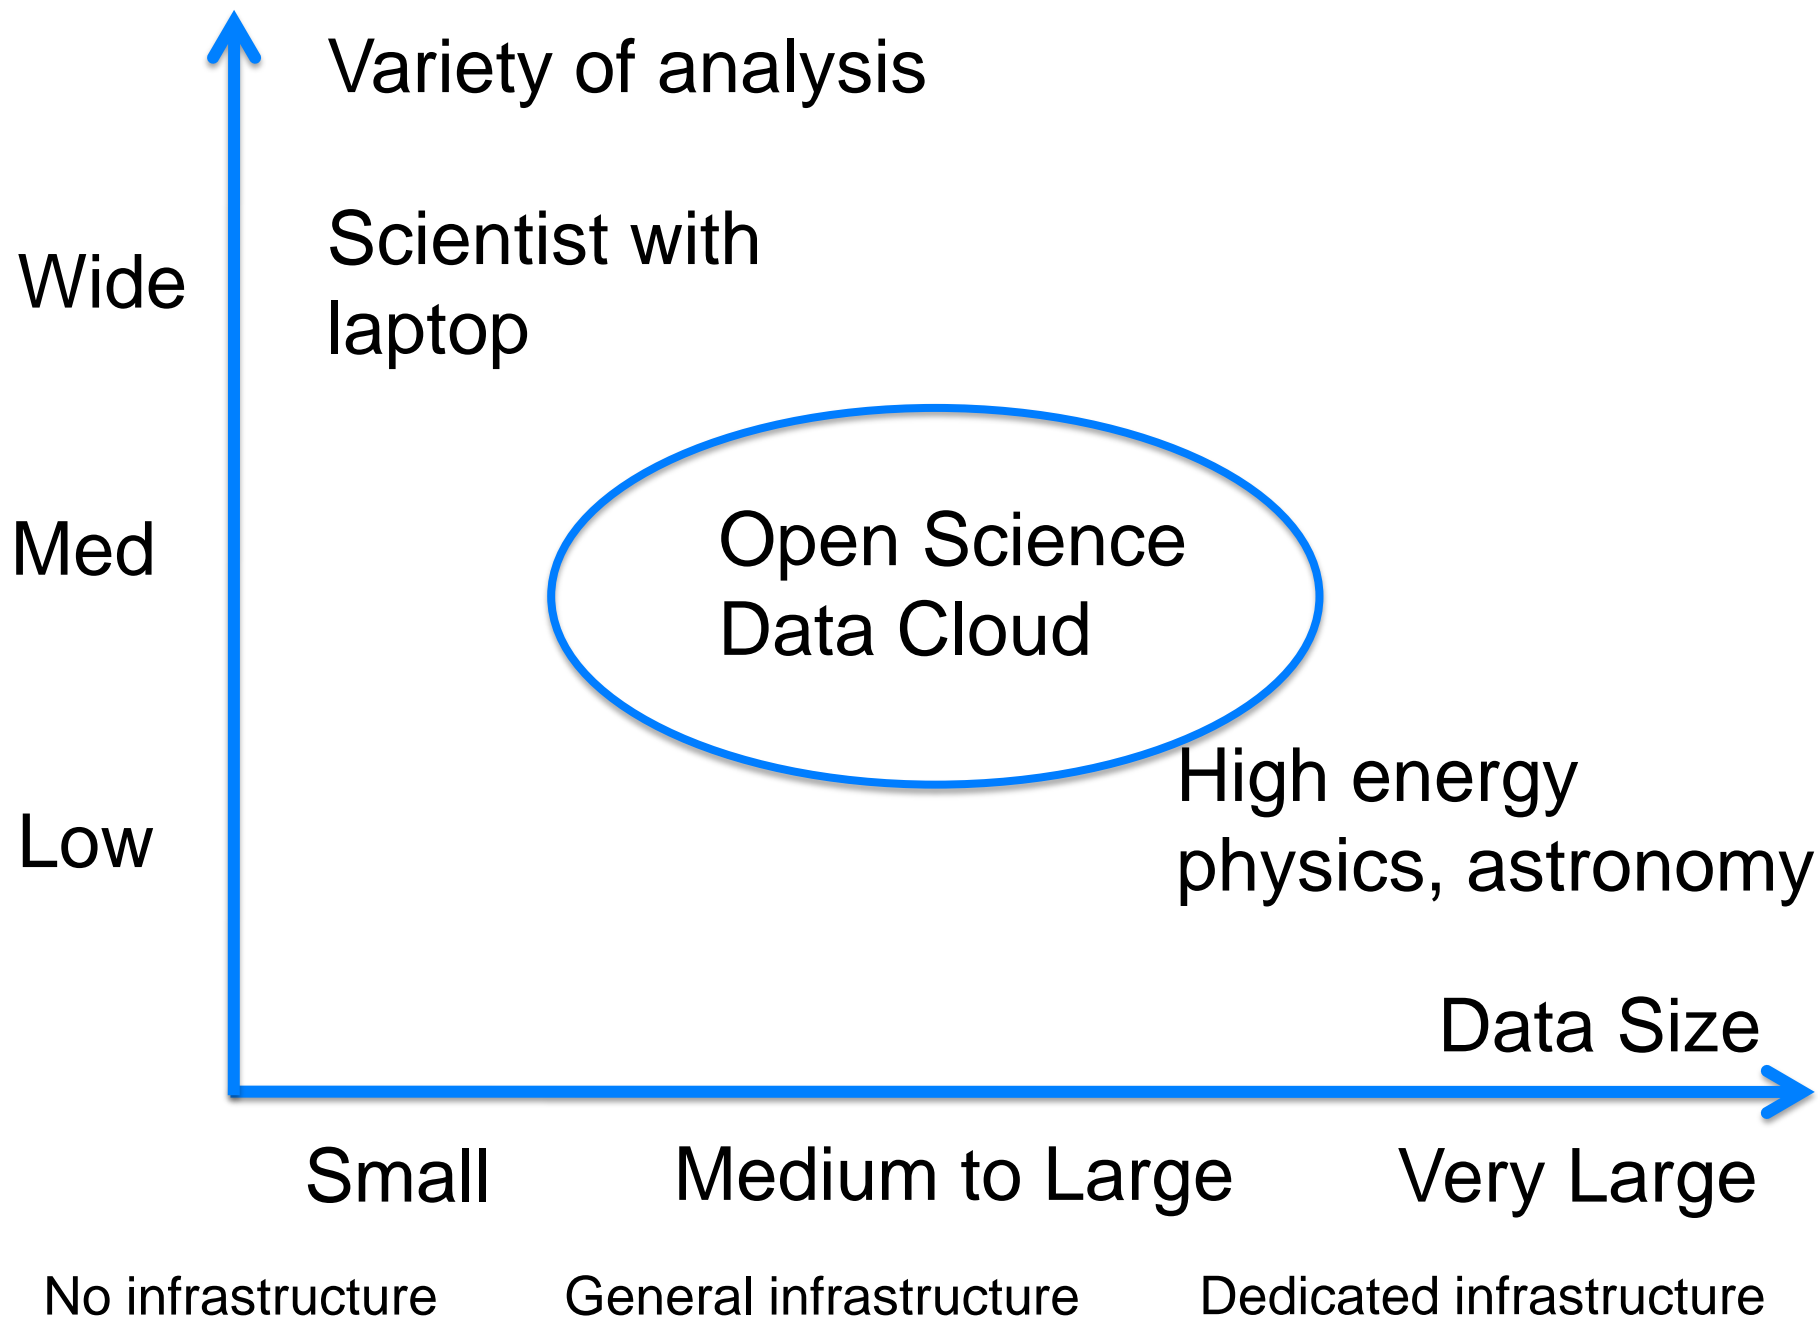 Variety of analysis
Scientist with
laptop
Wide
Open Science
Data Cloud
Med
High energy
physics, astronomy
Low
Data Size
Small
Medium to Large
Very Large
No infrastructure
General infrastructure
Dedicated infrastructure